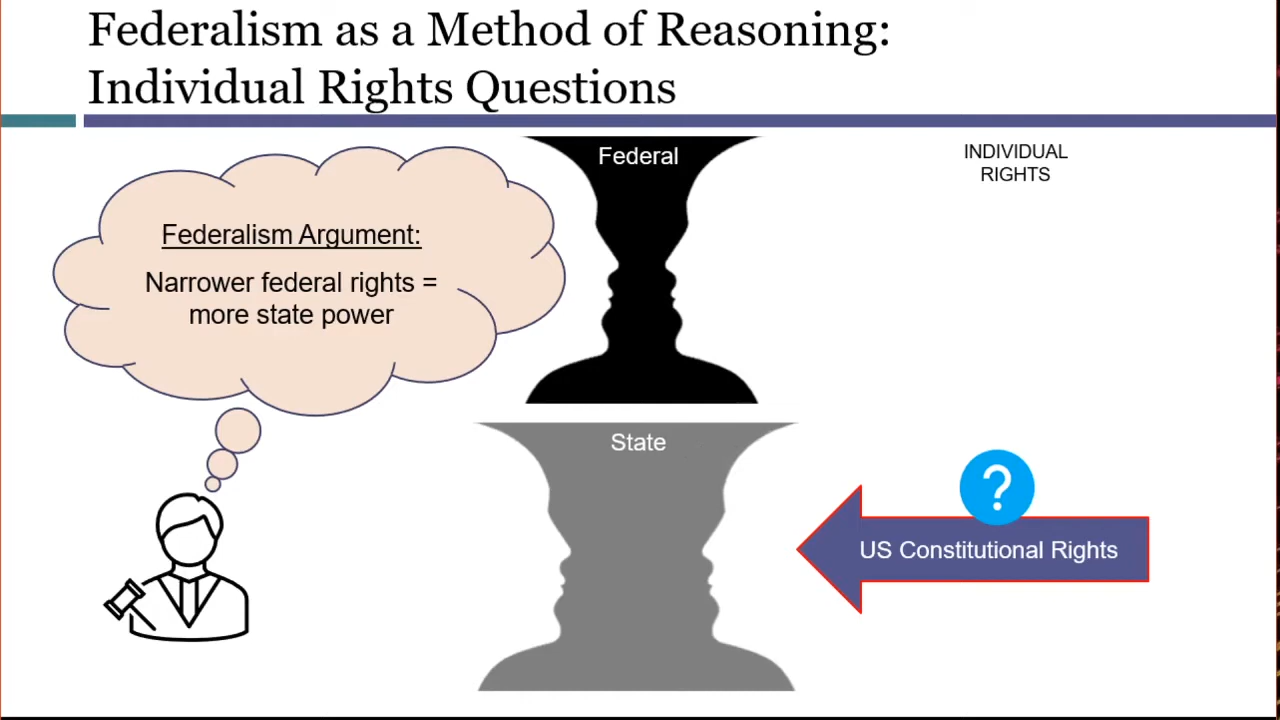 Federalism as a Method of Reasoning:
Individual Rights Questions
Federalism Argument:
Narrower federal rights =
more state power
Federal
INDIVIDUAL
RIGHTS
State
?
US Constitutional Rights